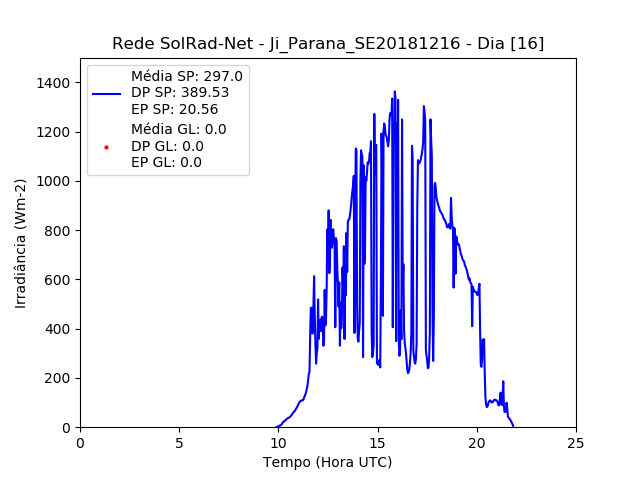 Rede SolRad-Net - Ji_Parana_SE20181216 - Dia [16]
Média SP: 297.0
DP SP: 389.53
EP SP: 20.56
Média GL: 0.0
DP GL: 0.0
EP GL: 0.0
1400
1200
1000
800
600
400
200
0
Irradiância (Wm-2)
0 5 10 15 20 25
Tempo (Hora UTC)